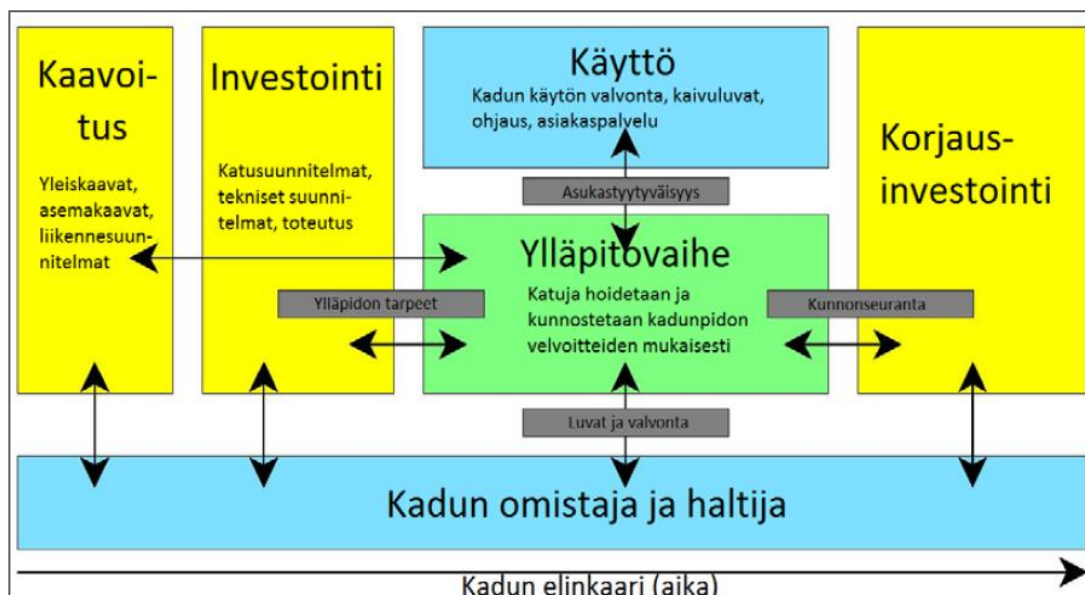 Kaavoi-
tus
Yleiskaavat,
asemakaavat,
liikennesuun-
nitelmat
Investointi
Katusuunnitelmat,
tekniset suunni-
telmat, toteutus
Käyttö
Kadun käytön valvonta, kaivuluvat,
ohjaus, asiakaspalvelu
Asukastyytyväisyys
Ylläpitovaihe
Katuja hoidetaan ja
kunnostetaan kadunpidon
velvoitteiden mukaisesti
Ylläpidon tarpeet
Kunnonseuranta
Korjaus-
investointi
Luvat ja valvonta
Kadun omistaja ja haltija
Kadun elinkaari (aika)